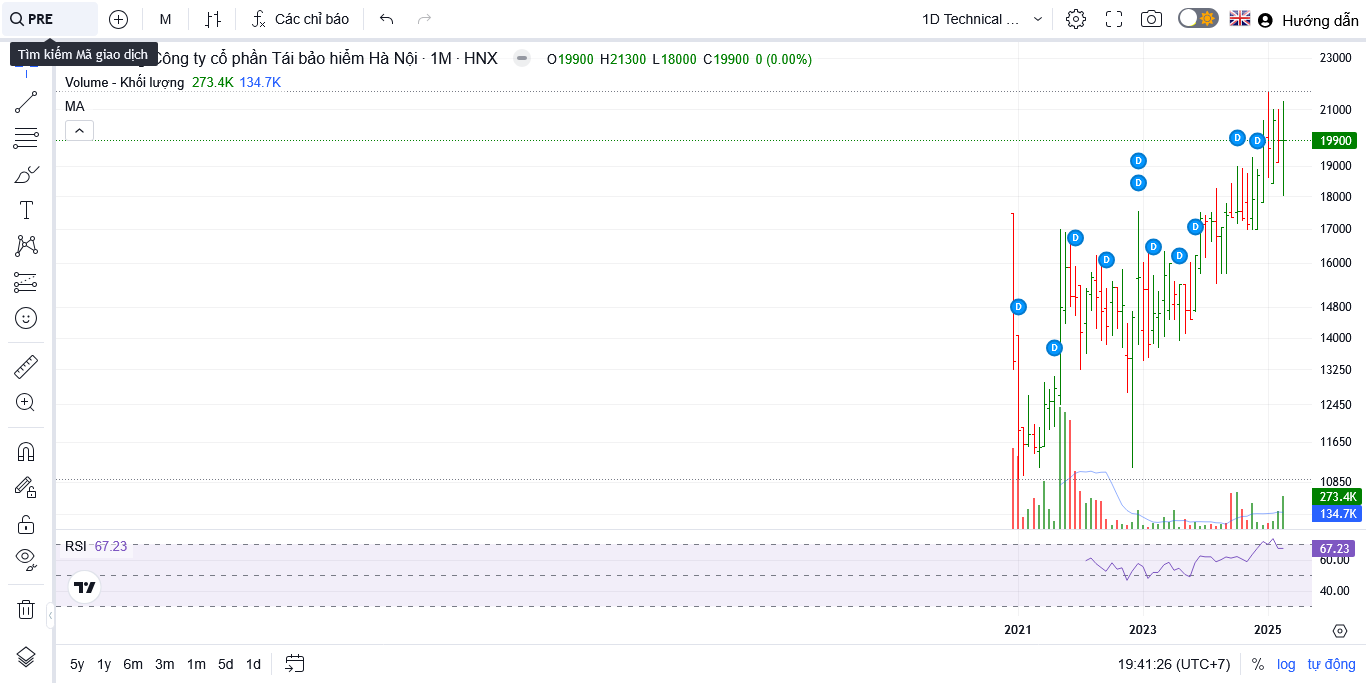 PRE
M
Các chỉ báo
1D Technical ...
Hướng dẫn
Tìm kiếm Mã giao dịch
Công ty cổ phần Tái bảo hiểm Hà Nội · 1M · HNX
O19900 H21300 L18000 C19900 0 (0.00%)
Volume - Khối lượng 273.4K 134.7K
MA
23000
21000
19900
19000
18000
17000
16000
14800
14000
13250
12450
11650
10850
273.4K
134.7K
D
D
D
D
D
D
D
D
D
D
D
D
RSI 67.23
67.23
60.00
40.00
2021
2023
2025
5y 1y 6m 3m 1m 5d 1d
19:41:26 (UTC+7)
% log tự động